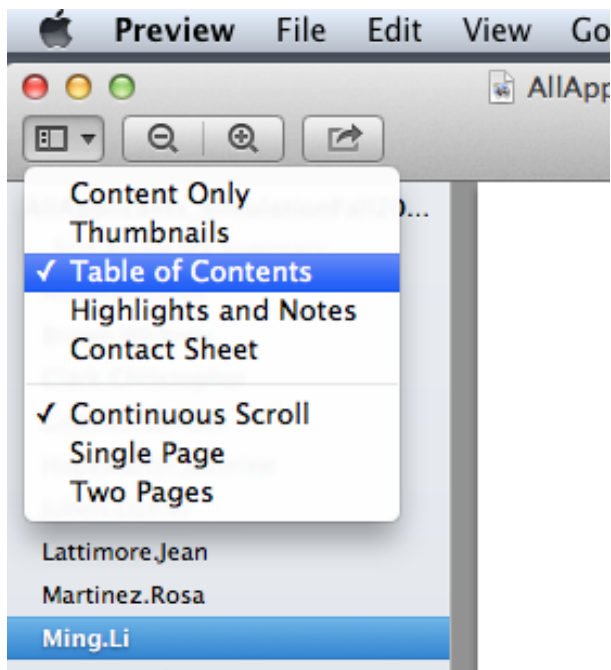 Preview File Edit View Go
AllApp
Content Only
Thumbnails
✓ Table of Contents
Highlights and Notes
Contact Sheet
✓ Continuous Scroll
Single Page
Two Pages
Lattimore,Jean
Martinez.Rosa
Ming.Li